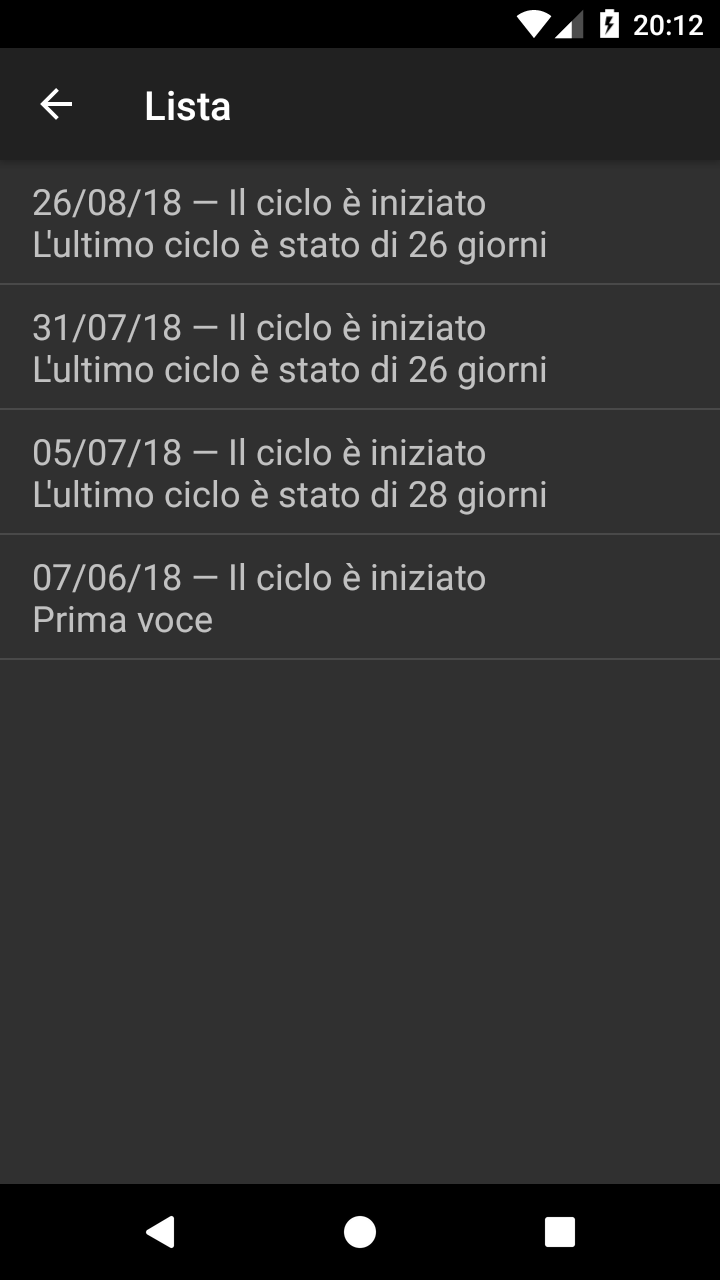 20:12
Lista
26/08/18 — Il ciclo è iniziato
L'ultimo ciclo è stato di 26 giorni
31/07/18 — Il ciclo è iniziato
L'ultimo ciclo è stato di 26 giorni
05/07/18 — Il ciclo è iniziato
L'ultimo ciclo è stato di 28 giorni
07/06/18 — Il ciclo è iniziato
Prima voce